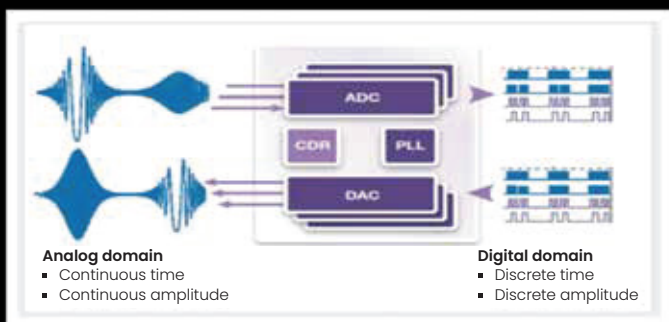 ADC
CDR PLL
DAC
Analog domain
▪ Continuous time
▪ Continuous amplitude
Digital domain
▪ Discrete time
▪ Discrete amplitude